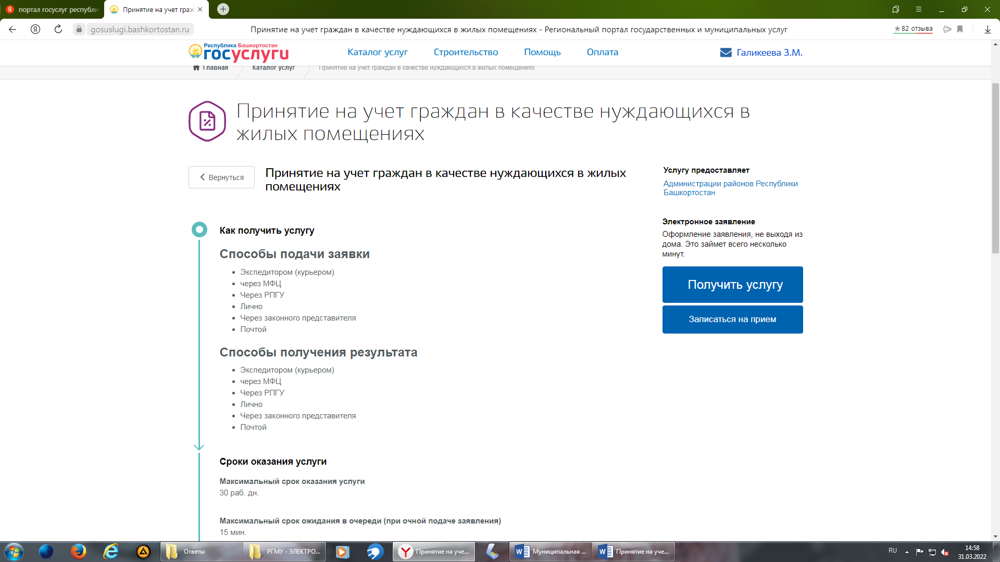 портал госуслуг республи
Принятие на учет граж
gosuslugi.bashkortostan.ru
Принятие на учет граждан в качестве нуждающихся в жилых помещениях - Региональный портал государственных и муниципальных услуг
82 отзыва
Республика Башкортостан
госуслуги
Каталог услуг
Строительство
Помощь
Оплата
Галикеева З.М.
Главная
Каталог услуг
Принятие на учет граждан в качестве нуждающихся в жилых помещениях
Принятие на учет граждан в качестве нуждающихся в
жилых помещениях
Вернуться
Принятие на учет граждан в качестве нуждающихся в жилых
помещениях
Услугу предоставляет
Администрации районов Республики
Башкортостан
Электронное заявление
Оформление заявления, не выходя из
дома. Это займет всего несколько
минут.
Получить услугу
Записаться на прием
Как получить услугу
Способы подачи заявки
Экспедитором (курьером)
через МФЦ
Через РПГУ
Лично
Через законного представителя
Почтой
Способы получения результата
Экспедитором (курьером)
через МФЦ
Через РПГУ
Лично
Через законного представителя
Почтой
Сроки оказания услуги
Максимальный срок оказания услуги
30 раб. дн.
Максимальный срок ожидания в очереди (при очной подаче заявления)
15 мин.
Ответы
РГМУ - ЭЛЕКТРО...
Принятие на уче...
Муниципальная ...
Принятие на уче...
RU
14:58
31.03.2022